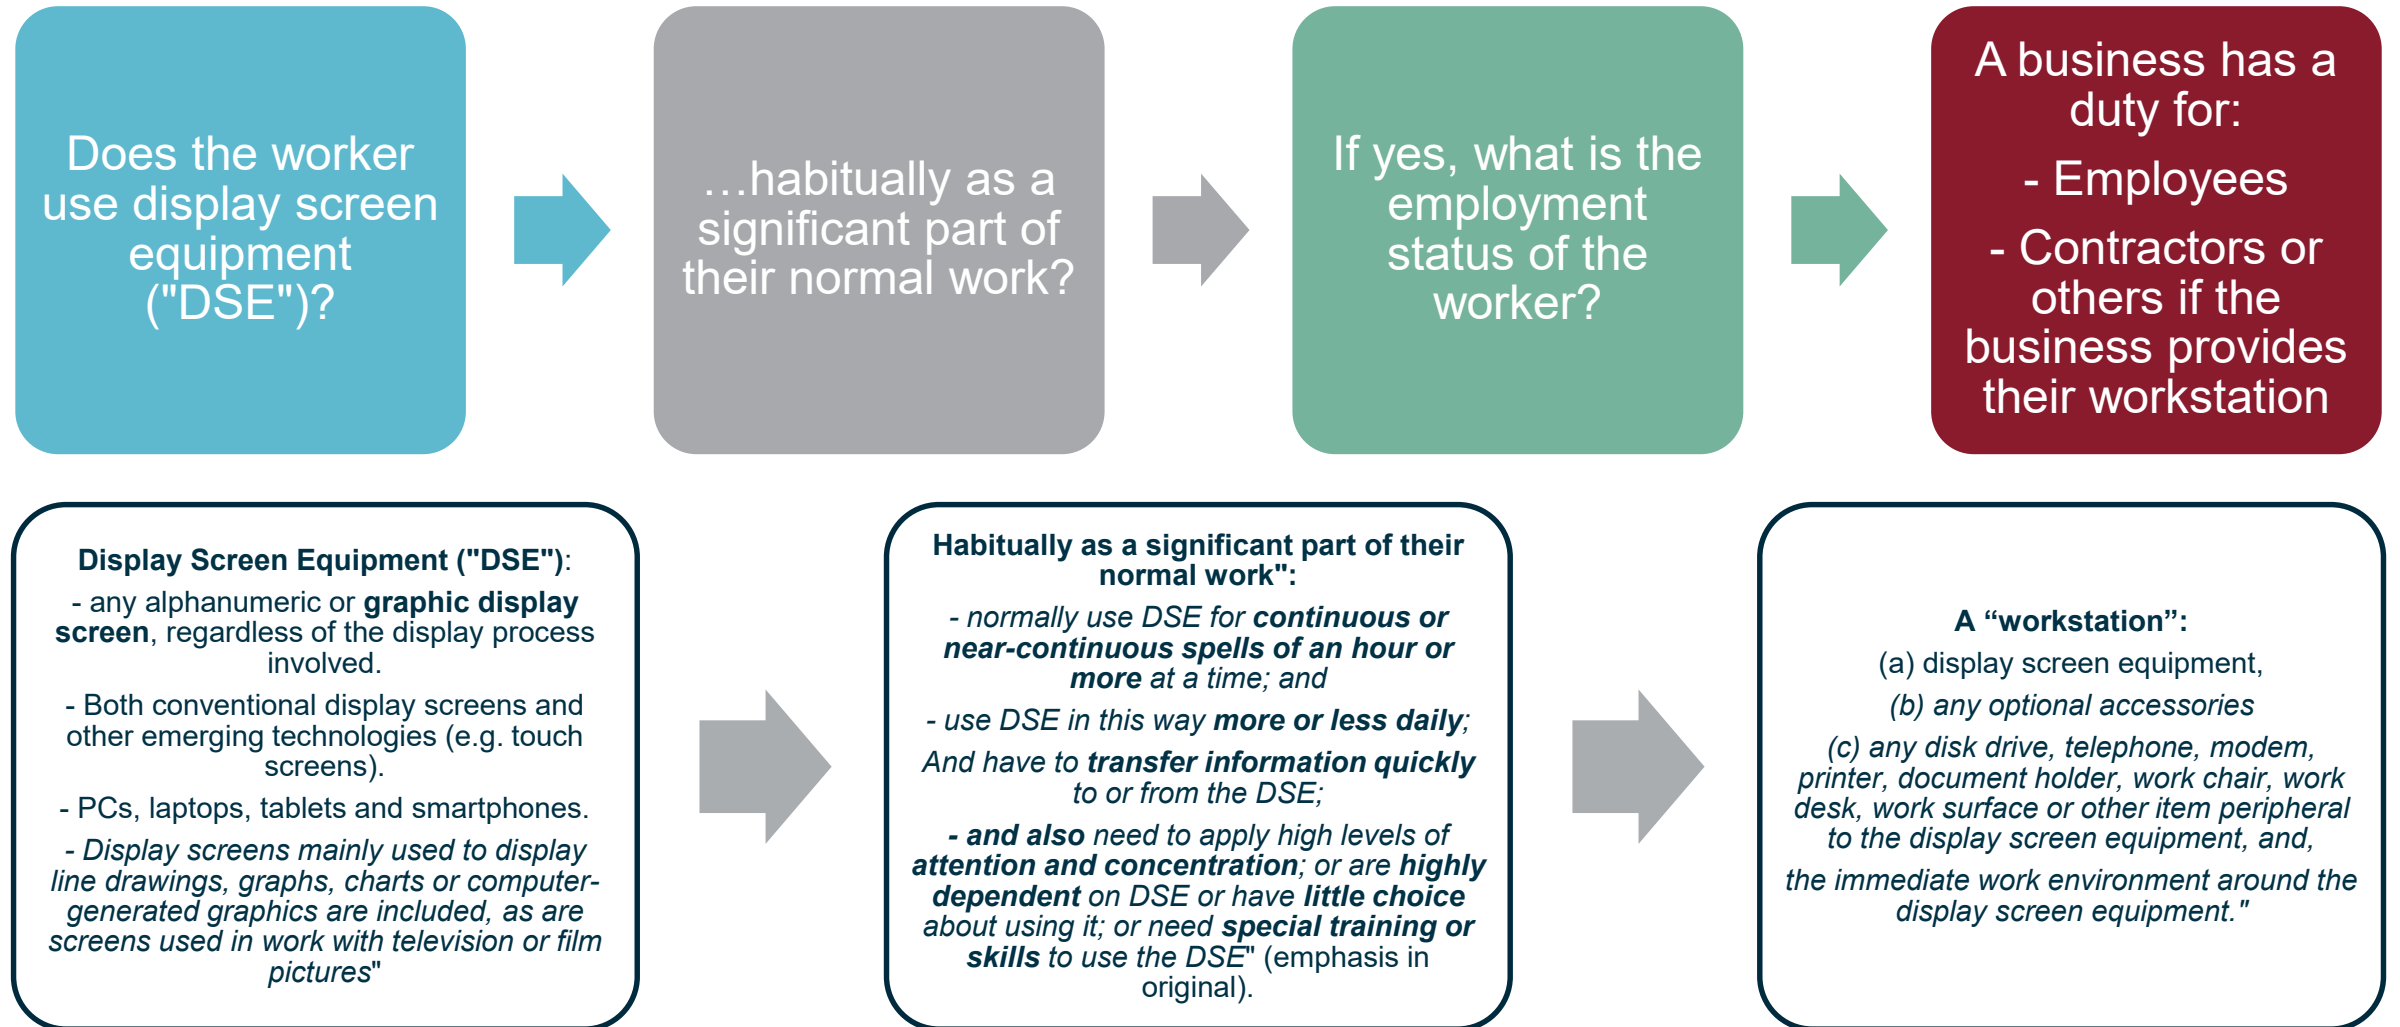 Does the worker
use display screen
equipment
("DSE")?
…habitually as a
significant part of
their normal work?
If yes, what is the
employment
status of the
worker?
A business has a
duty for:
- Employees
- Contractors or
others if the
business provides
their workstation
Display Screen Equipment ("DSE"):
- any alphanumeric or graphic display
screen, regardless of the display process
involved.
- Both conventional display screens and
other emerging technologies (e.g. touch
screens).
- PCs, laptops, tablets and smartphones.
- Display screens mainly used to display
line drawings, graphs, charts or computer-
generated graphics are included, as are
screens used in work with television or film
pictures"
Habitually as a significant part of their
normal work":
- normally use DSE for continuous or
near-continuous spells of an hour or
more at a time; and
- use DSE in this way more or less daily;
And have to transfer information quickly
to or from the DSE;
- and also need to apply high levels of
attention and concentration; or are highly
dependent on DSE or have little choice
about using it; or need special training or
skills to use the DSE" (emphasis in
original).
A “workstation”:
(a) display screen equipment,
(b) any optional accessories
(c) any disk drive, telephone, modem,
printer, document holder, work chair, work
desk, work surface or other item peripheral
to the display screen equipment, and,
the immediate work environment around the
display screen equipment."